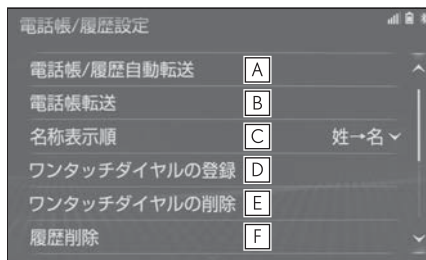 電話帳/履歴設定
電話帳/履歴自動転送 A
電話帳転送 B
名称表示順 C 姓→名
ワンタッチダイヤルの登録 D
ワンタッチダイヤルの削除 E
履歴削除 F